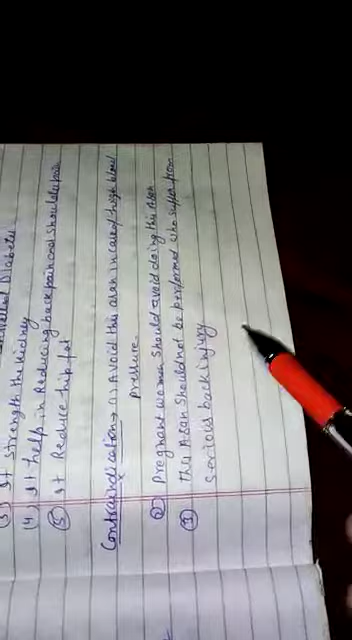 Diabetes
(3) It strength the kidney
(4) It help in Reducing back pain and shoulder pain
(5) It Reduce hip fat
Contraindication → (1) Avoid this asan in case of high blood
pressure.
(2) Pregnant women should avoid doing this Asan
(3) This Asan should not be performed who suffer from
serious back injury